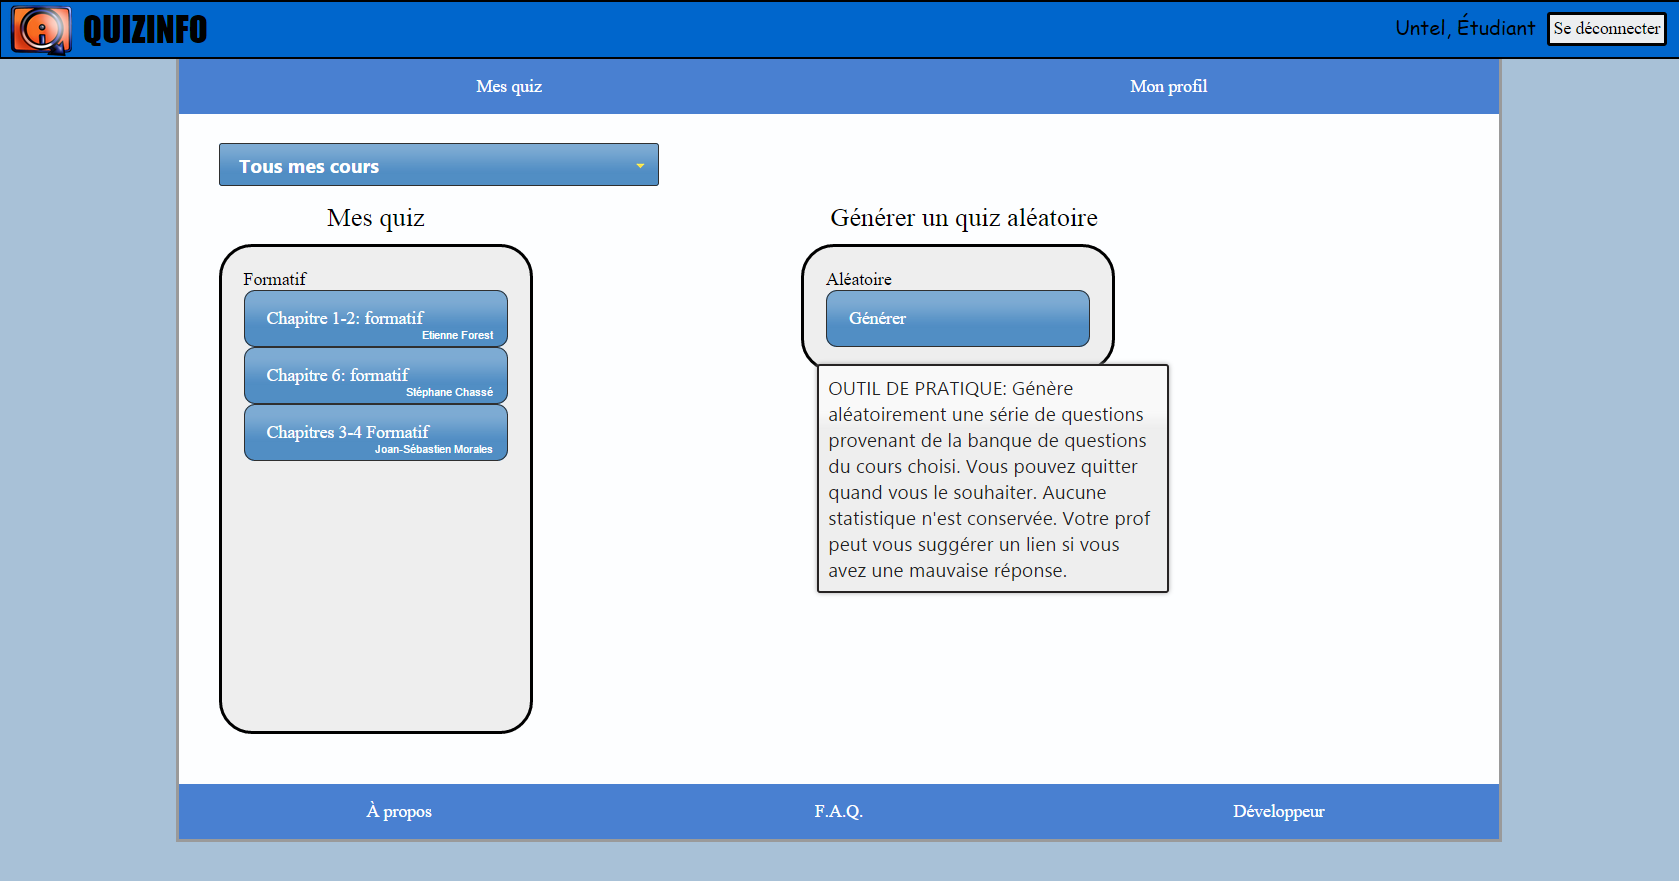 QUIZINFO
Untel, Étudiant
Se déconnecter
Mes quiz
Mon profil
Tous mes cours
Mes quiz
Formatif
Chapitre 1-2: formatif
Etienne Forest
Chapitre 6: formatif
Stéphane Chassé
Chapitres 3-4 Formatif
Joan-Sébastien Morales
Générer un quiz aléatoire
Aléatoire
Générer
OUTIL DE PRATIQUE: Génère
aléatoirement une série de questions
provenant de la banque de questions
du cours choisi. Vous pouvez quitter
quand vous le souhaiter. Aucune
statistique n'est conservée. Votre prof
peut vous suggérer un lien si vous
avez une mauvaise réponse.
À propos
F.A.Q.
Développeur